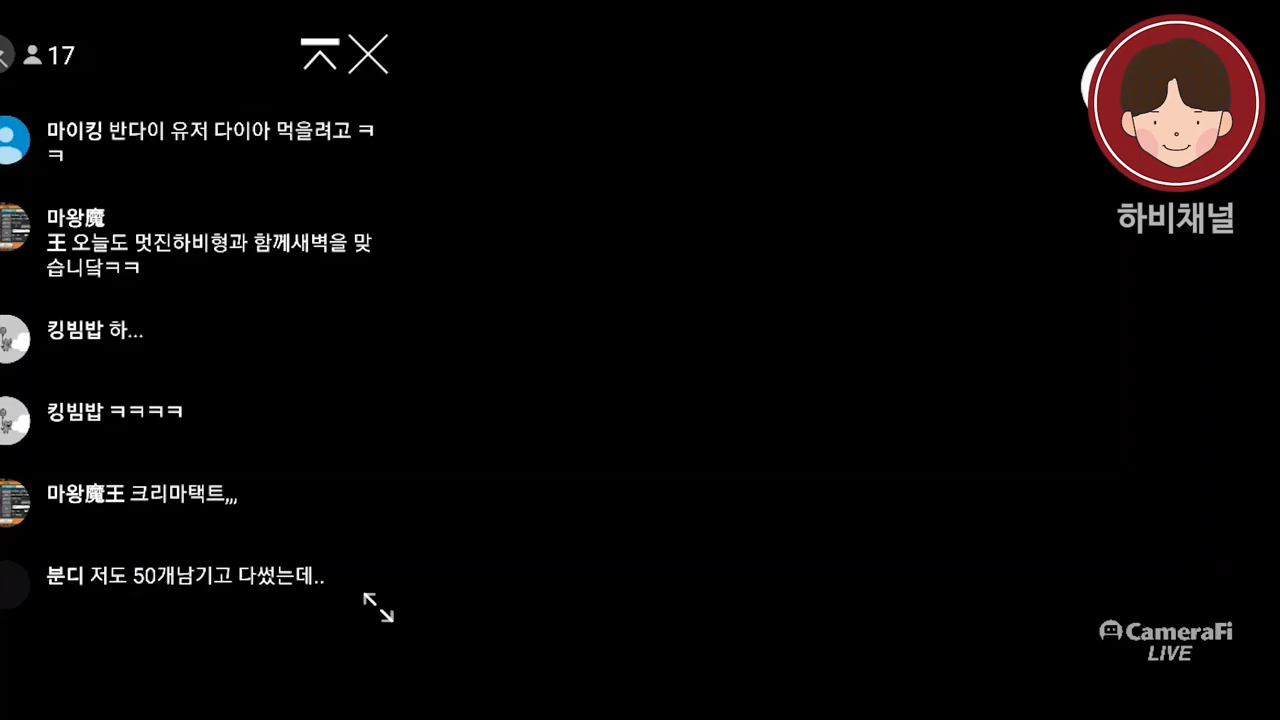 17
마이킹 반다이 유저 다이아 먹을려고 ㅋ
ㅋ
마왕魔
王 오늘도 멋진하비형과 함께새벽을 맞
습니닼ㅋㅋ
킹빔밥 하...
킹빔밥 ㅋㅋㅋㅋ
마왕魔王 크리마택트,,,
분디 저도 50개남기고 다썼는데..
하비채널
CameraFi
LIVE